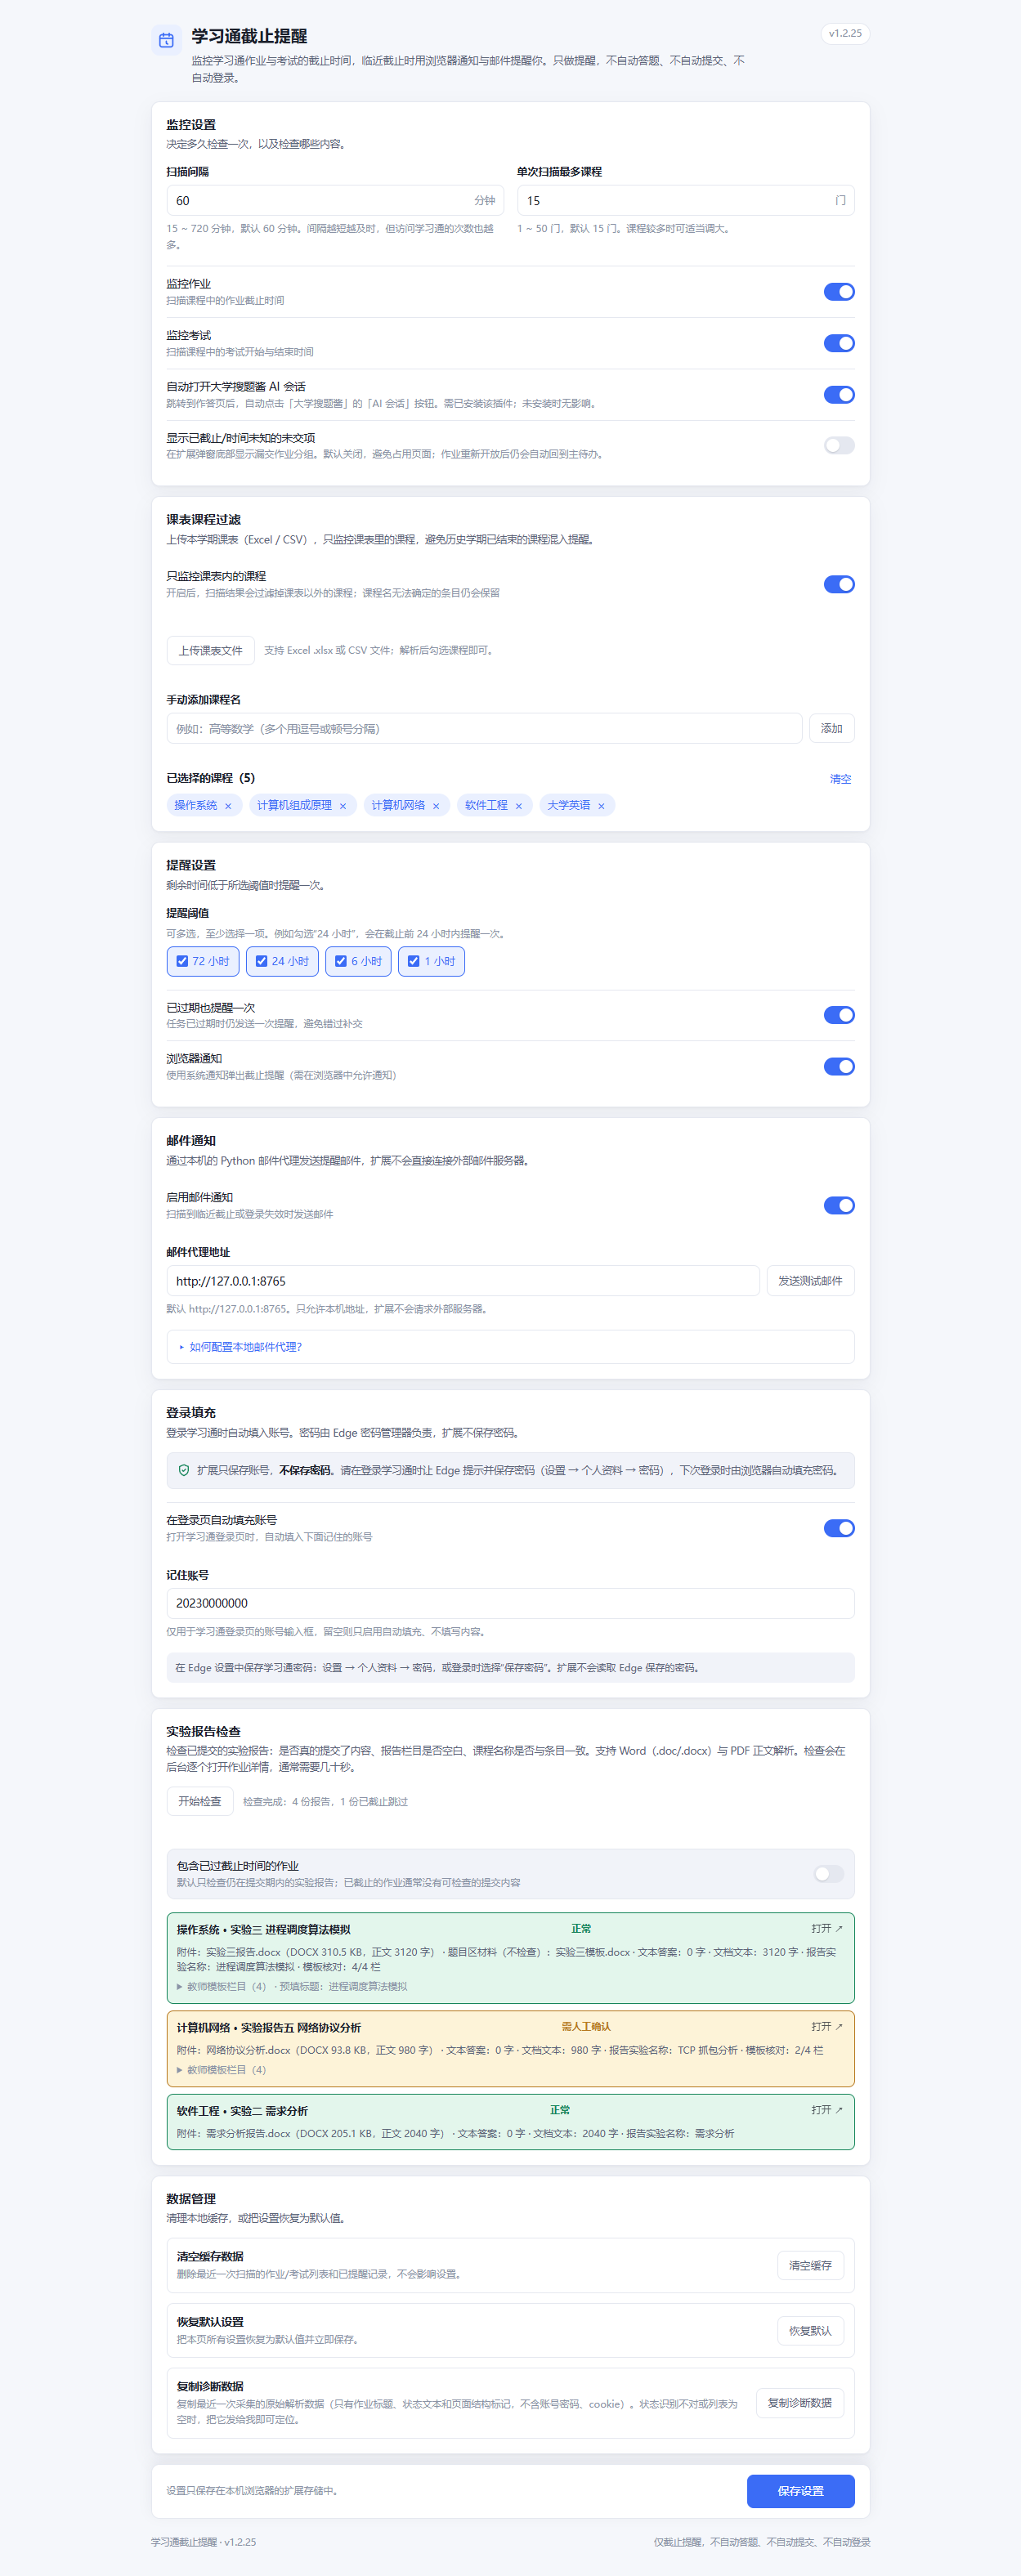 学习通截止提醒
v1.2.25
监控学习通作业与考试的截止时间，临近截止时用浏览器通知与邮件提醒你。只做提醒，不自动答题、不自动提交、不
自动登录。
监控设置
决定多久检查一次，以及检查哪些内容。
扫描间隔
单次扫描最多课程
60 分钟
15 门
15 ~ 720 分钟，默认 60 分钟。间隔越短越及时，但访问学习通的次数也越
多。
1 ~ 50 门，默认 15 门。课程较多时可适当调大。
监控作业
扫描课程中的作业截止时间
监控考试
扫描课程中的考试开始与结束时间
自动打开大学搜题酱 AI 会话
跳转到作答页后，自动点击「大学搜题酱」的「AI 会话」按钮。需已安装该插件；未安装时无影响。
显示已截止/时间未知的未交项
在扩展弹窗底部显示漏交作业分组。默认关闭，避免占用页面；作业重新开放后仍会自动回到主待办。
课表课程过滤
上传本学期课表（Excel / CSV），只监控课表里的课程，避免历史学期已结束的课程混入提醒。
只监控课表内的课程
开启后，扫描结果会过滤掉课表以外的课程；课程名无法确定的条目仍会保留
上传课表文件
支持 Excel .xlsx 或 CSV 文件；解析后勾选课程即可。
手动添加课程名
例如：高等数学（多个用逗号或顿号分隔）
添加
已选择的课程（5）
清空
操作系统 ×
计算机组成原理 ×
计算机网络 ×
软件工程 ×
大学英语 ×
提醒设置
剩余时间低于所选阈值时提醒一次。
提醒阈值
可多选，至少选择一项。例如勾选“24 小时”，会在截止前 24 小时内提醒一次。
72 小时
24 小时
6 小时
1 小时
已过期也提醒一次
任务已过期时仍发送一次提醒，避免错过补交
浏览器通知
使用系统通知弹出截止提醒（需在浏览器中允许通知）
邮件通知
通过本机的 Python 邮件代理发送提醒邮件，扩展不会直接连接外部邮件服务器。
启用邮件通知
扫描到临近截止或登录失效时发送邮件
邮件代理地址
http://127.0.0.1:8765
发送测试邮件
默认 http://127.0.0.1:8765。只允许本机地址，扩展不会请求外部服务器。
‣ 如何配置本地邮件代理？
登录填充
登录学习通时自动填入账号。密码由 Edge 密码管理器负责，扩展不保存密码。
扩展只保存账号，不保存密码。请在登录学习通时让 Edge 提示并保存密码（设置 → 个人资料 → 密码），下次登录时由浏览器自动填充密码。
在登录页自动填充账号
打开学习通登录页时，自动填入下面记住的账号
记住账号
20230000000
仅用于学习通登录页的账号输入框，留空则只启用自动填充、不填写内容。
在 Edge 设置中保存学习通密码：设置 → 个人资料 → 密码，或登录时选择“保存密码”。扩展不会读取 Edge 保存的密码。
实验报告检查
检查已提交的实验报告：是否真的提交了内容、报告栏目是否空白、课程名称是否与条目一致。支持 Word（.doc/.docx）与 PDF 正文解析。检查会在
后台逐个打开作业详情，通常需要几十秒。
开始检查
检查完成：4 份报告，1 份已截止跳过
包含已过截止时间的作业
默认只检查仍在提交期内的实验报告；已截止的作业通常没有可检查的提交内容
操作系统 • 实验三 进程调度算法模拟
正常
打开 ↗
附件：实验三报告.docx（DOCX 310.5 KB，正文 3120 字） · 题目区材料（不检查）：实验三模板.docx · 文本答案：0 字 · 文档文本：3120 字 · 报告实
验名称：进程调度算法模拟 · 模板核对：4/4 栏
▶ 教师模板栏目（4） · 预填标题：进程调度算法模拟
计算机网络 • 实验报告五 网络协议分析
需人工确认
打开 ↗
附件：网络协议分析.docx（DOCX 93.8 KB，正文 980 字） · 文本答案：0 字 · 文档文本：980 字 · 报告实验名称：TCP 抓包分析 · 模板核对：2/4 栏
▶ 教师模板栏目（4）
软件工程 • 实验二 需求分析
正常
打开 ↗
附件：需求分析报告.docx（DOCX 205.1 KB，正文 2040 字） · 文本答案：0 字 · 文档文本：2040 字 · 报告实验名称：需求分析
数据管理
清理本地缓存，或把设置恢复为默认值。
清空缓存数据
删除最近一次扫描的作业/考试列表和已提醒记录，不会影响设置。
清空缓存
恢复默认设置
把本页所有设置恢复为默认值并立即保存。
恢复默认
复制诊断数据
复制最近一次采集的原始解析数据（只有作业标题、状态文本和页面结构标记，不含账号密码、cookie）。状态识别不对或列表为
空时，把它发给我即可定位。
复制诊断数据
设置只保存在本机浏览器的扩展存储中。
保存设置
学习通截止提醒 · v1.2.25
仅截止提醒，不自动答题、不自动提交、不自动登录